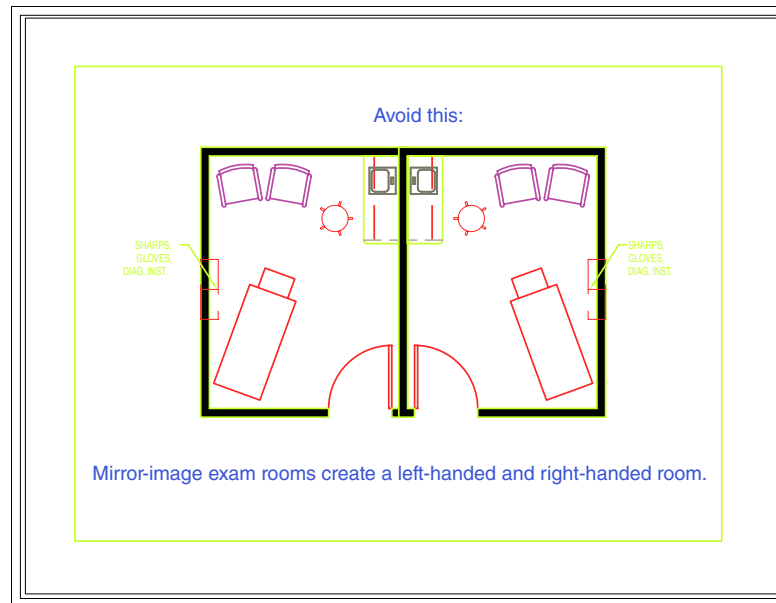 Avoid this:
SHARPS,
GLOVES,
DIAG, INST.
SHARPS,
GLOVES,
DIAG, INST.
Mirror-image exam rooms create a left-handed and right-handed room.